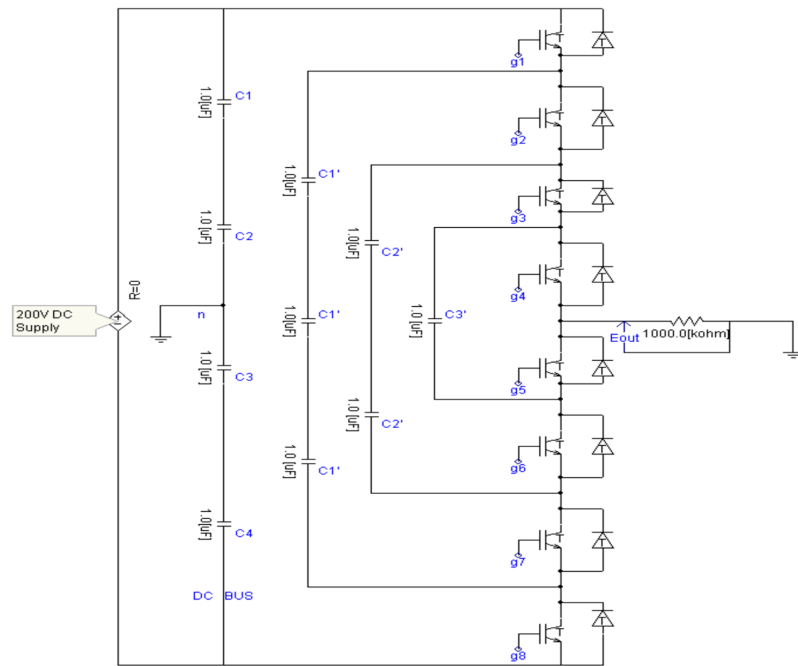 g1
1.0[uF]
C1
g2
1.0[uF]
C1'
g3
1.0[uF]
C2
1.0[uF]
C2'
R=0
g4
200V DC
Supply
n
1.0[uF]
C1'
1.0[uF]
C3'
Eout
1000.0[kohm]
1.0[uF]
C3
g5
1.0[uF]
C2'
g6
1.0[uF]
C1'
1.0[uF]
C4
g7
DC BUS
g8